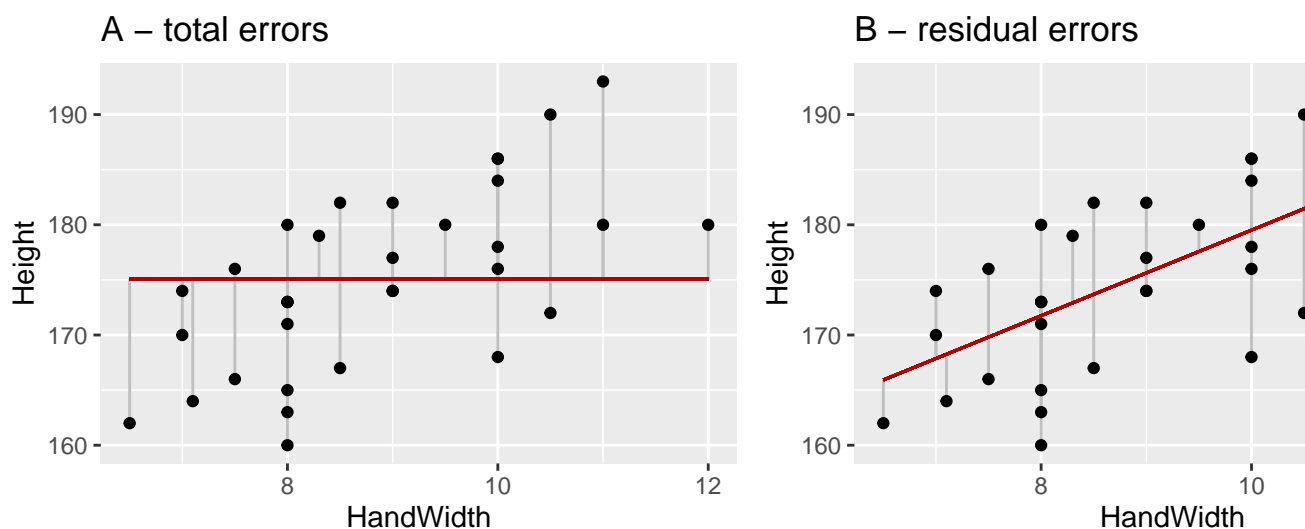 A – total errors
190
180
170
160
Height
8
10
12
HandWidth
B – residual errors
190
180
170
160
Height
8
10
HandWidth